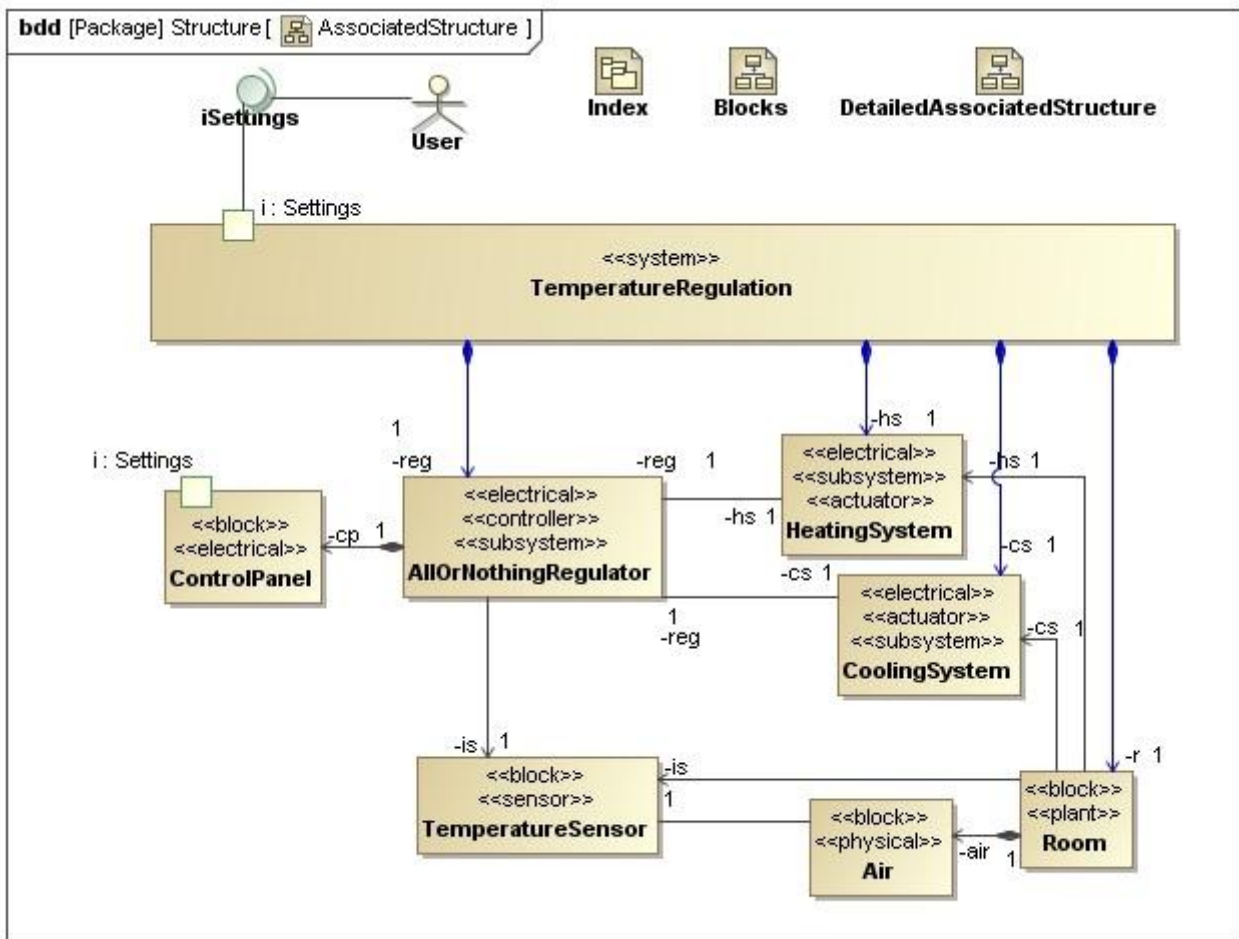 bdd [Package] Structure [ AssociatedStructure ]
iSettings
User
Index
Blocks
DetailedAssociatedStructure
i : Settings
<<system>>
TemperatureRegulation
1
-reg
-hs 1
i : Settings
<<block>>
<<electrical>>
ControlPanel
-cp 1
<<electrical>>
<<controller>>
<<subsystem>>
AllOrNothingRegulator
-reg 1
-hs 1
<<electrical>>
<<subsystem>>
<<actuator>>
HeatingSystem
-hs 1
-cs 1
-cs 1
1
-reg
<<electrical>>
<<actuator>>
<<subsystem>>
CoolingSystem
-cs 1
-is 1
<<block>>
<<sensor>>
TemperatureSensor
-is
1
<<block>>
<<physical>>
Air
-air 1
-r 1
<<block>>
<<plant>>
Room